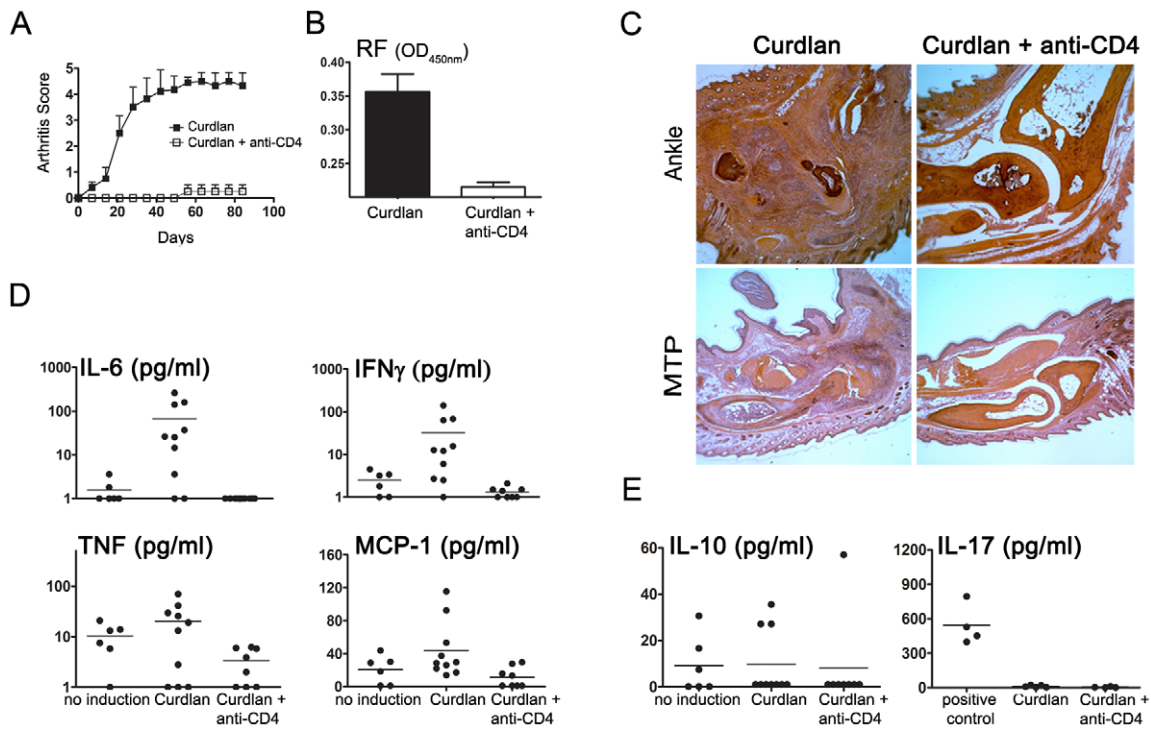 A
Arthritis Score
5
4
3
2
1
0
0 20 40 60 80 100
Days
Curdlan
Curdlan + anti-CD4
B
RF (OD450nm)
0.40
0.35
0.30
0.25
Curdlan
Curdlan +
anti-CD4
C
Curdlan
Curdlan + anti-CD4
Ankle
MTP
D
IL-6 (pg/ml)
1000
100
10
1
IFNγ (pg/ml)
1000
100
10
1
TNF (pg/ml)
100
10
1
no induction Curdlan Curdlan +
anti-CD4
MCP-1 (pg/ml)
160
120
80
40
0
no induction Curdlan Curdlan +
anti-CD4
E
IL-10 (pg/ml)
60
40
20
0
no induction Curdlan Curdlan +
anti-CD4
IL-17 (pg/ml)
1200
900
600
300
0
positive Curdlan Curdlan +
control anti-CD4